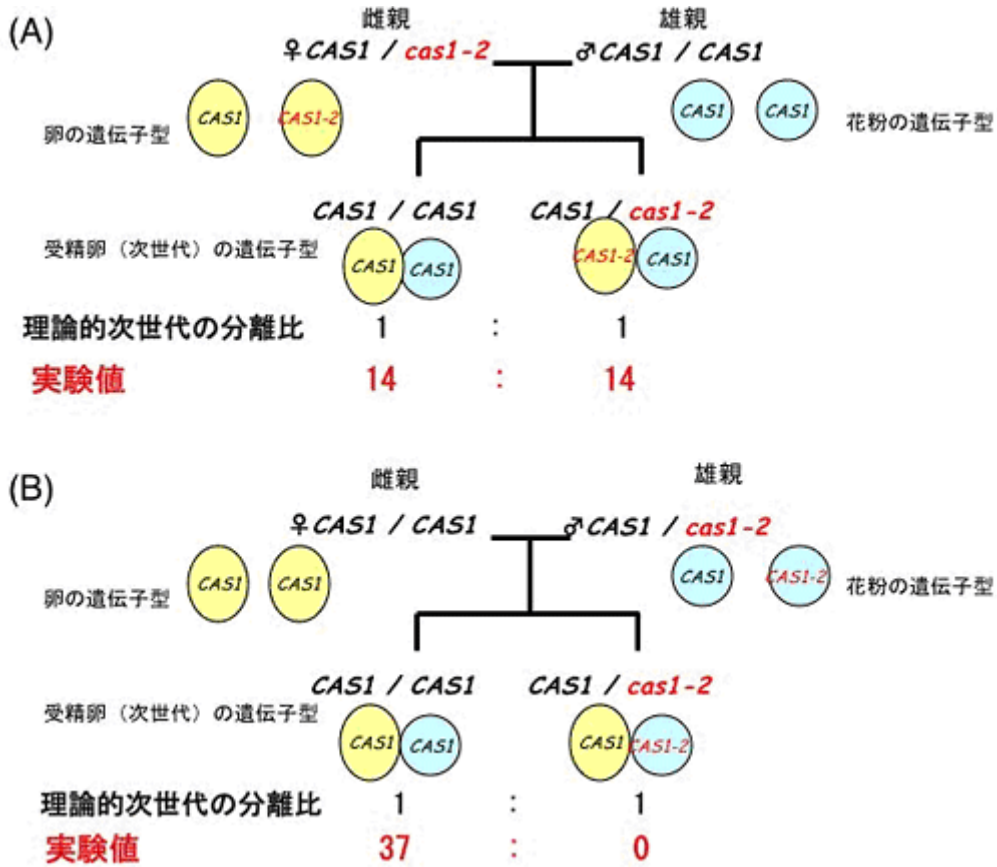 (A)
雌親 雄親
♀CAS1 / cas1-2 ♂CAS1 / CAS1
卵の遺伝子型 CAS1 CAS1-2 CAS1 CAS1 花粉の遺伝子型
CAS1 / CAS1 CAS1 / cas1-2
受精卵(次世代)の遺伝子型 CAS1 CAS1 CAS1-2 CAS1
理論的次世代の分離比 1 : 1
実験値 14 : 14
(B)
雌親 雄親
♀CAS1 / CAS1 ♂CAS1 / cas1-2
卵の遺伝子型 CAS1 CAS1 CAS1 CAS1-2 花粉の遺伝子型
CAS1 / CAS1 CAS1 / cas1-2
受精卵(次世代)の遺伝子型 CAS1 CAS1 CAS1 CAS1-2
理論的次世代の分離比 1 : 1
実験値 37 : 0